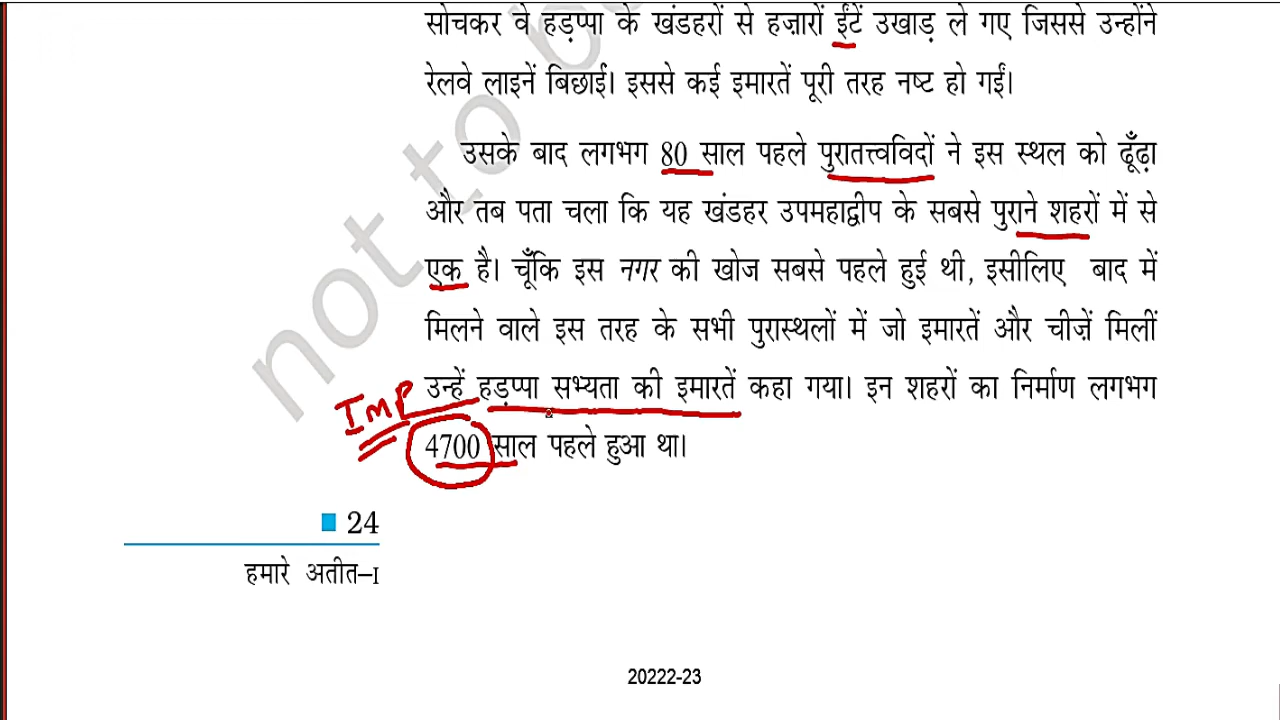 सोचकर वे हड़प्पा के खंडहरों से हज़ारों ईंटें उखाड़ ले गए जिससे उन्होंने
रेलवे लाइनें बिछाईं। इससे कई इमारतें पूरी तरह नष्ट हो गईं।
उसके बाद लगभग 80 साल पहले पुरातत्त्वविदों ने इस स्थल को ढूँढ़ा
और तब पता चला कि यह खंडहर उपमहाद्वीप के सबसे पुराने शहरों में से
एक है। चूँकि इस नगर की खोज सबसे पहले हुई थी, इसीलिए बाद में
मिलने वाले इस तरह के सभी पुरास्थलों में जो इमारतें और चीज़ें मिलीं
उन्हें हड़प्पा सभ्यता की इमारतें कहा गया। इन शहरों का निर्माण लगभग
IMP
4700 साल पहले हुआ था।
24
हमारे अतीत–I
20222-23
not to b